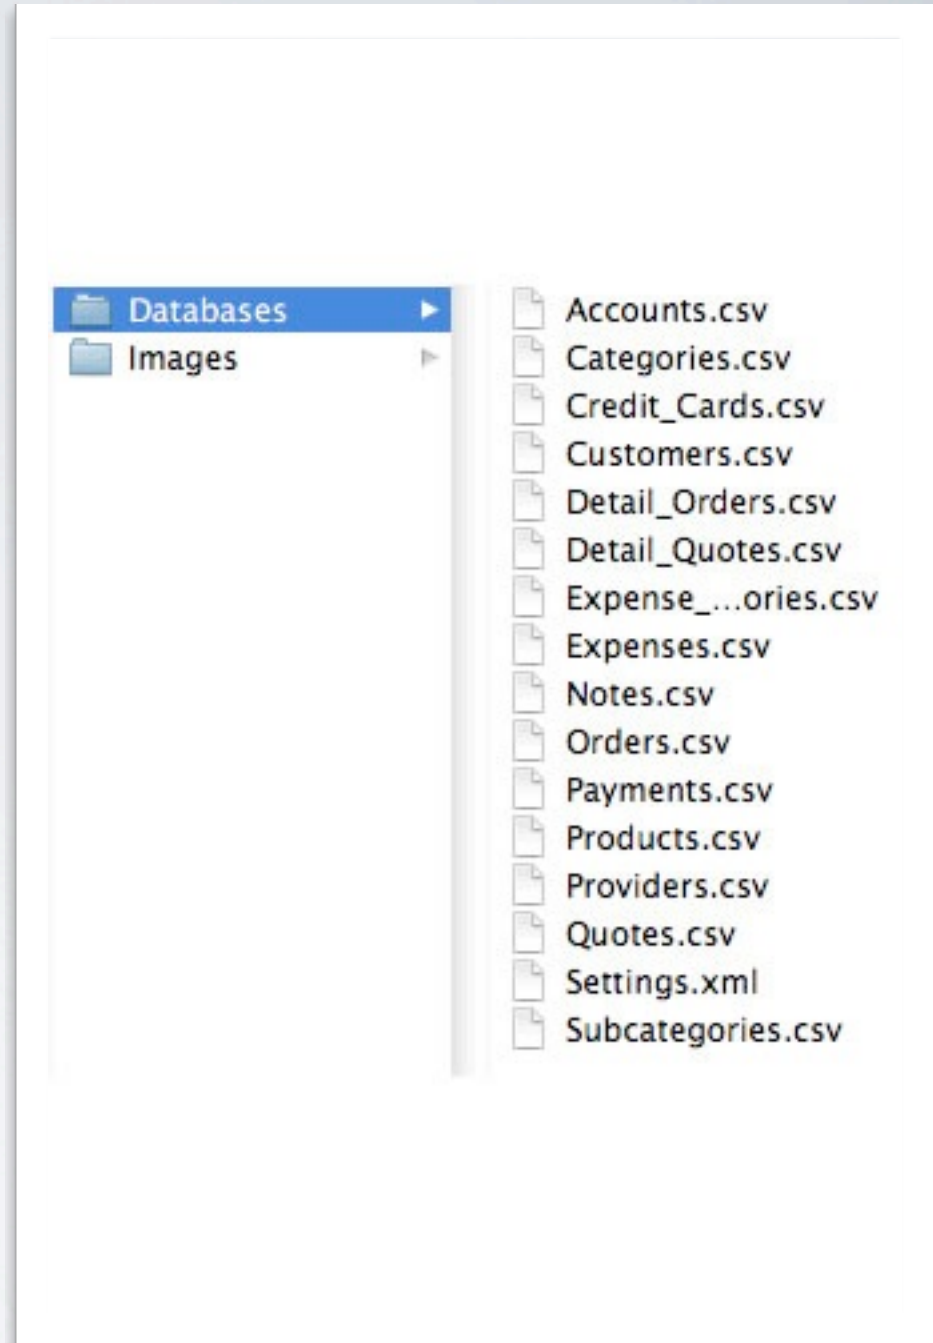 Databases
Images
Accounts.csv
Categories.csv
Credit_Cards.csv
Customers.csv
Detail_Orders.csv
Detail_Quotes.csv
Expense_...ories.csv
Expenses.csv
Notes.csv
Orders.csv
Payments.csv
Products.csv
Providers.csv
Quotes.csv
Settings.xml
Subcategories.csv